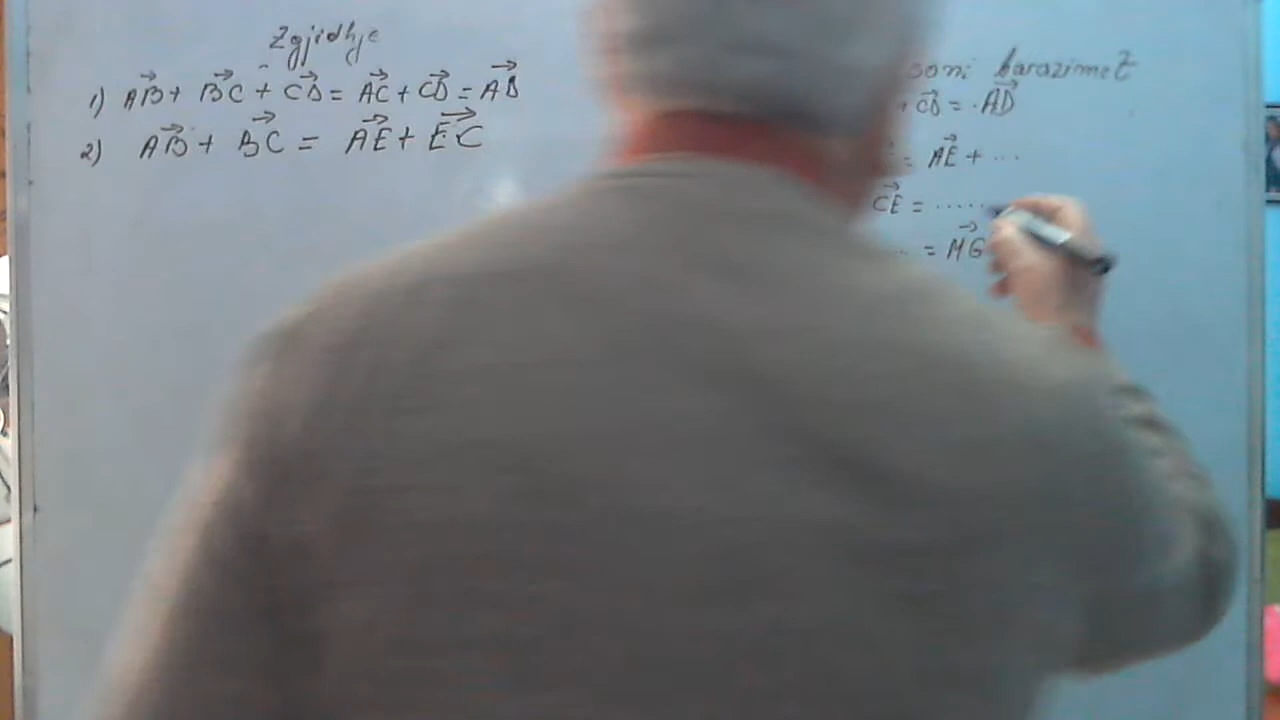 Zgjidhje
1) AB⃗ + BC⃗ + CD⃗ = AC⃗ + CD⃗ = AD⃗
2) AB⃗ + BC⃗ = AE⃗ + EC⃗
barazimet
+ CD⃗ = . AD⃗
= AE⃗ + ...
CE⃗ = ......
... = MG⃗